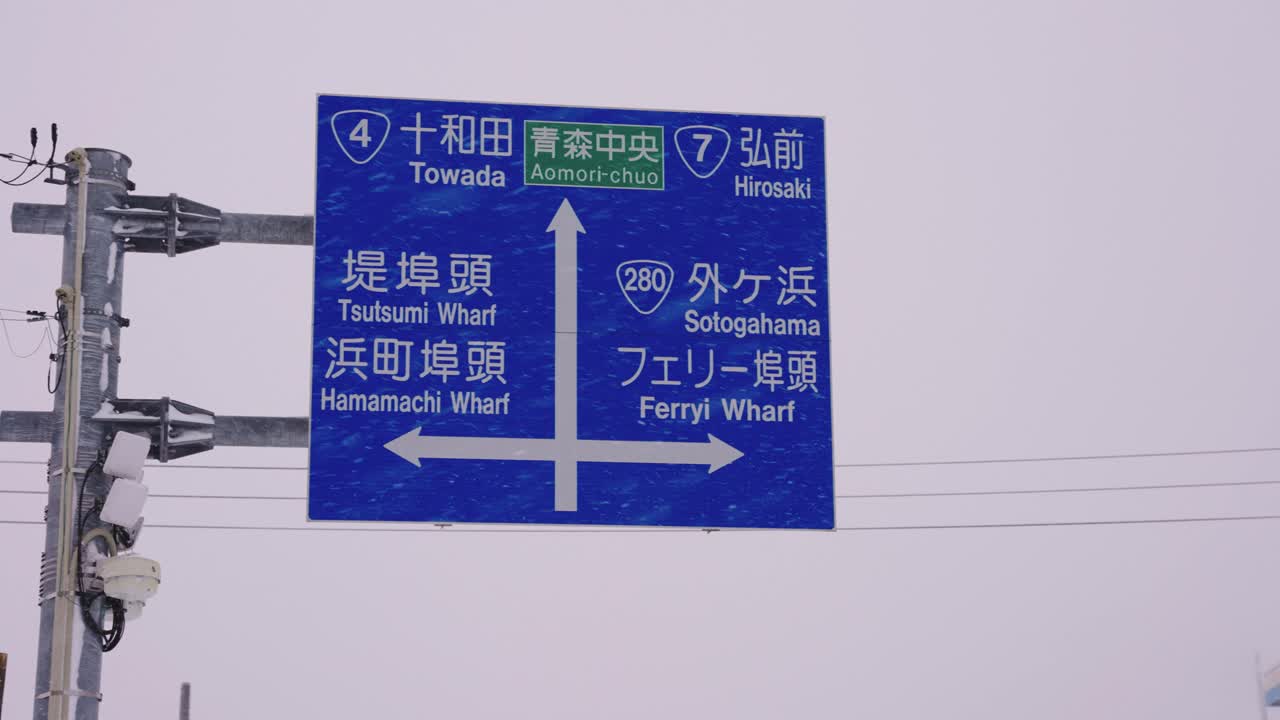 4 十和田
Towada
青森中央
Aomori-chuo
7 弘前
Hirosaki
堤埠頭
Tsutsumi Wharf
浜町埠頭
Hamamachi Wharf
280 外ケ浜
Sotogahama
フェリー埠頭
Ferryi Wharf